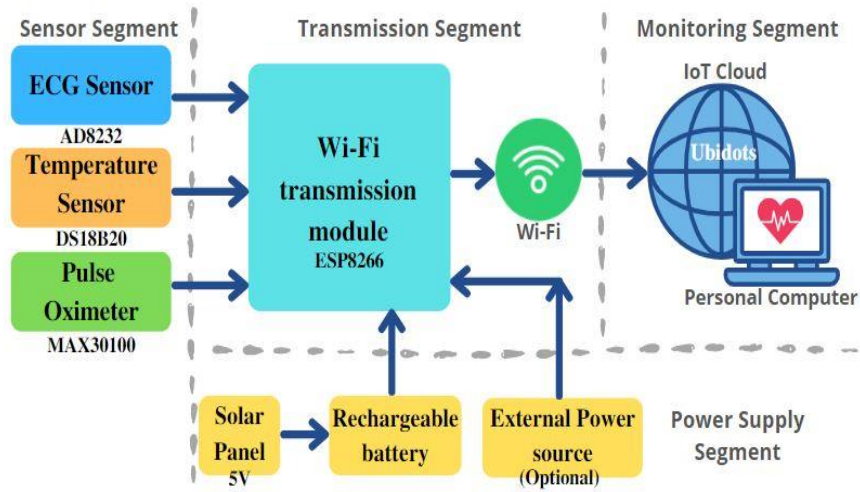 Sensor Segment
Transmission Segment
Monitoring Segment
ECG Sensor
AD8232
Temperature
Sensor
DS18B20
Pulse
Oximeter
MAX30100
Wi-Fi
transmission
module
ESP8266
Wi-Fi
IoT Cloud
Ubidots
Personal Computer
Solar
Panel
5V
Rechargeable
battery
External Power
source
(Optional)
Power Supply
Segment